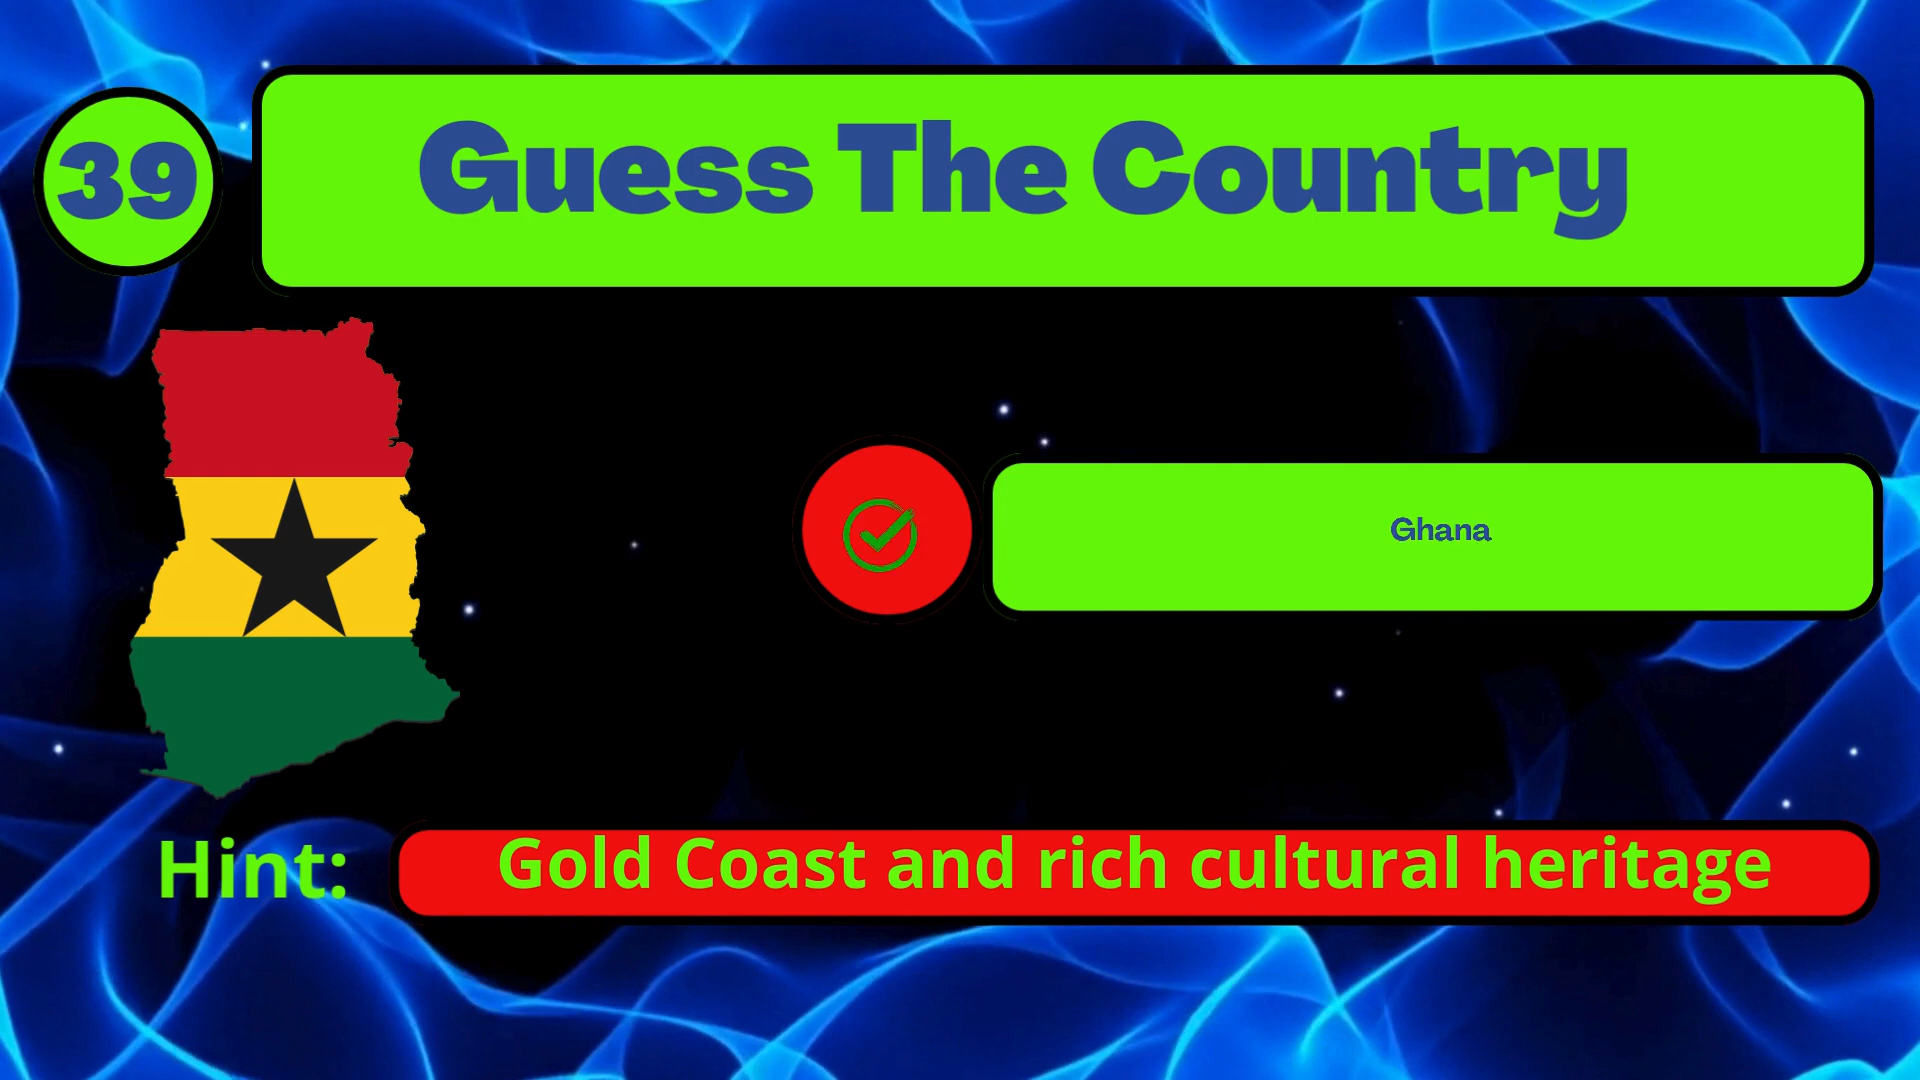 39
Guess The Country
Ghana
Hint:
Gold Coast and rich cultural heritage